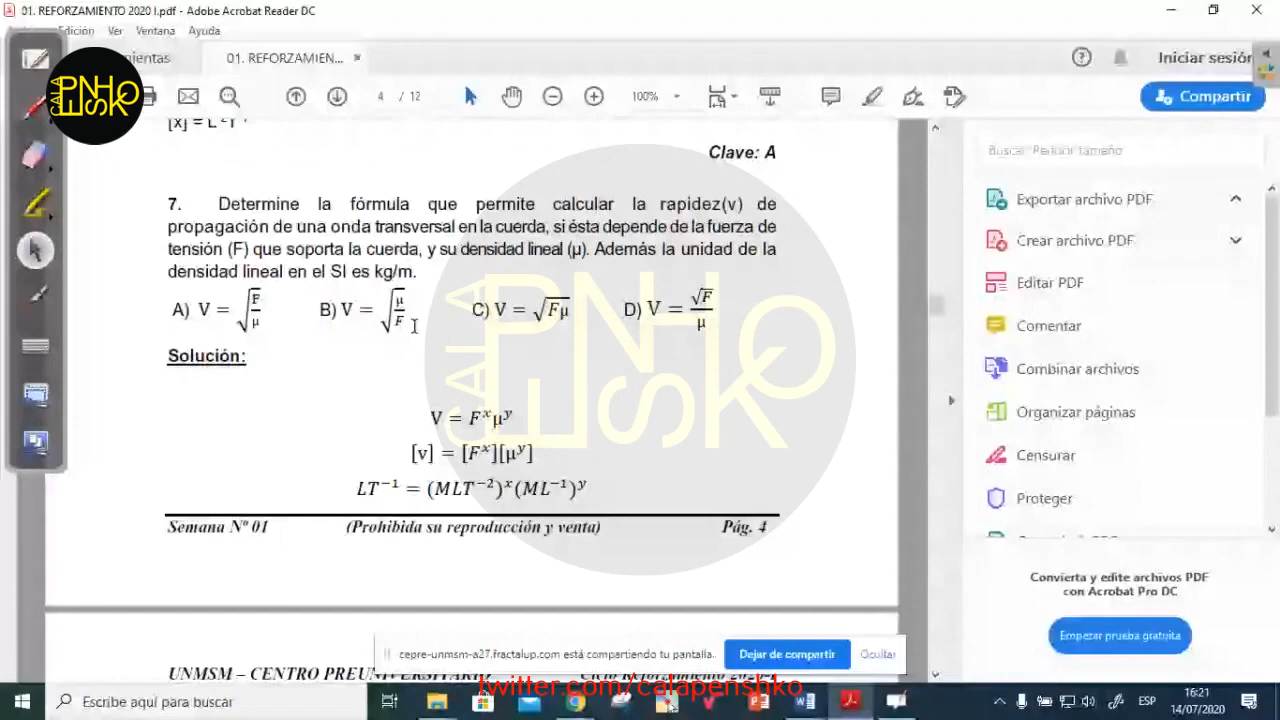 01. REFORZAMIENTO 2020 I.pdf - Adobe Acrobat Reader DC
Edición Ver Ventana Ayuda
01. REFORZAMIEN...
Iniciar sesión
4 / 12
100%
Compartir
CALA PENSHKO
Clave: A
Buscar
Exportar archivo PDF
7. Determine la fórmula que permite calcular la rapidez(v) de
propagación de una onda transversal en la cuerda, si ésta depende de la fuerza de
tensión (F) que soporta la cuerda, y su densidad lineal (μ). Además la unidad de la
densidad lineal en el SI es kg/m.
Crear archivo PDF
Editar PDF
A) V = √(F/μ) B) V = √(μ/F) C) V = √Fμ D) V = √F/μ
Comentar
Solución:
Combinar archivos
Organizar páginas
V = F^x μ^y
[v] = [F^x][μ^y]
Censurar
LT⁻¹ = (MLT⁻²)^x (ML⁻¹)^y
Proteger
Semana Nº 01 (Prohibida su reproducción y venta) Pág. 4
Convierta y edite archivos PDF
con Acrobat Pro DC
Empezar prueba gratuita
cepre-unmsm-a27.fractalup.com está compartiendo tu pantalla.
Dejar de compartir
Ocultar
UNMSM – CENTRO PREUNIVERSITARIO
twitter.com/calapenshko
Escribe aquí para buscar
ESP
16:21
14/07/2020